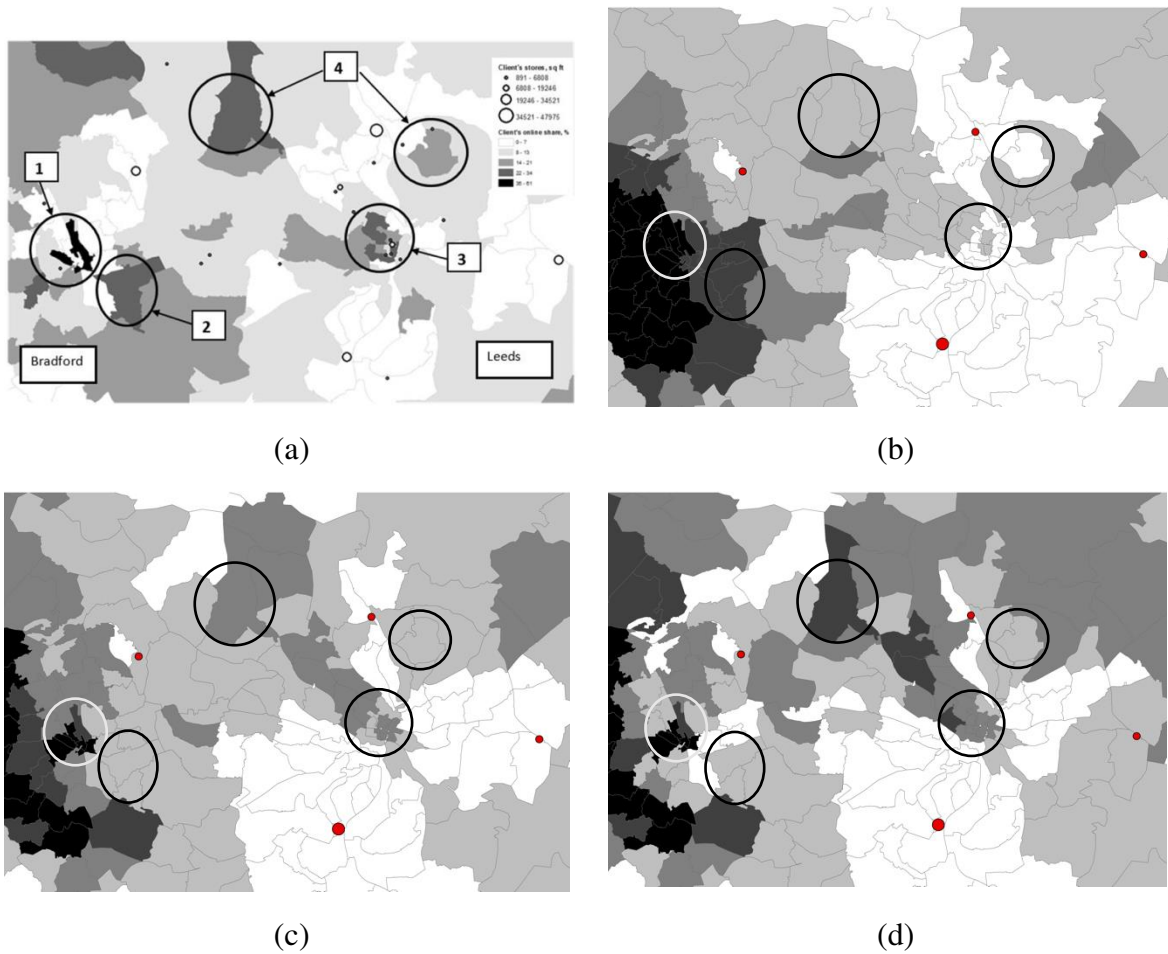 4
Client's stores, sq ft
891 - 6808
6808 - 19246
19246 - 34521
34521 - 47975
Client's online share, %
0 - 7
8 - 13
14 - 21
22 - 34
35 - 51
1
3
2
Bradford
Leeds
(a)
(b)
(c)
(d)